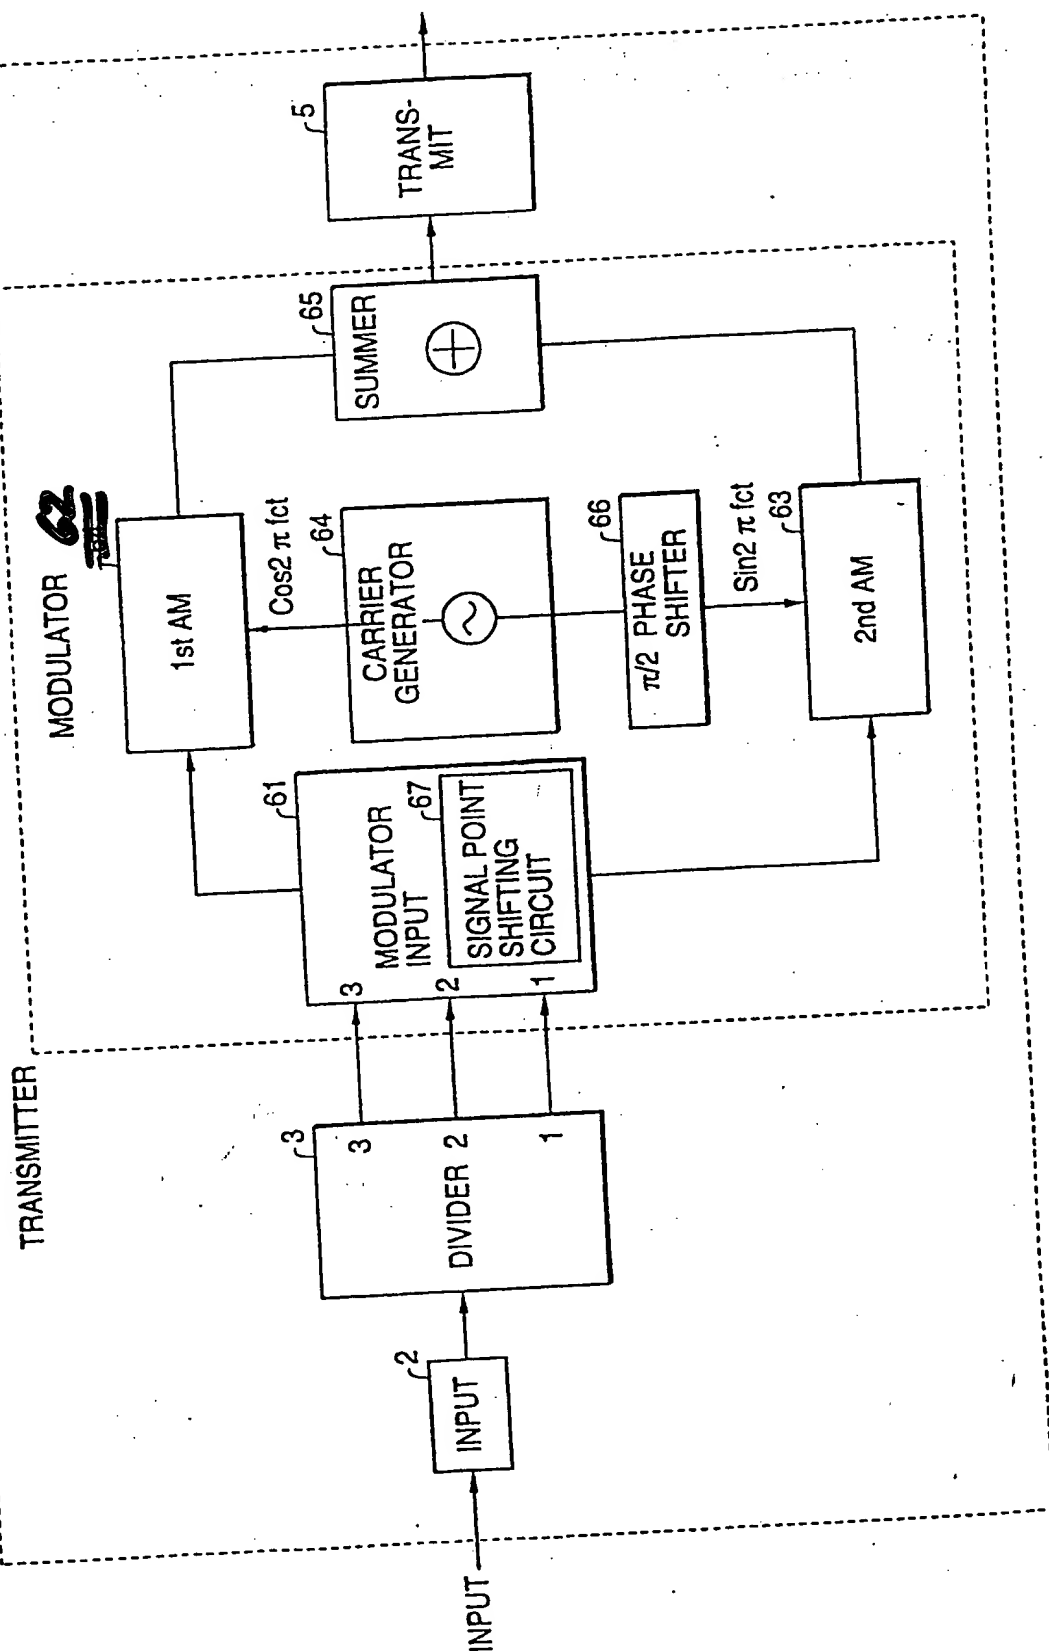 TRANSMITTER
MODULATOR
62
INPUT
2
INPUT
3
3
DIVIDER 2
1
61
MODULATOR
INPUT
3
2
1
67
SIGNAL POINT
SHIFTING
CIRCUIT
1st AM
Cos2 π fct
64
CARRIER
GENERATOR
66
π/2 PHASE
SHIFTER
Sin2 π fct
63
2nd AM
65
SUMMER
5
TRANS-
MIT